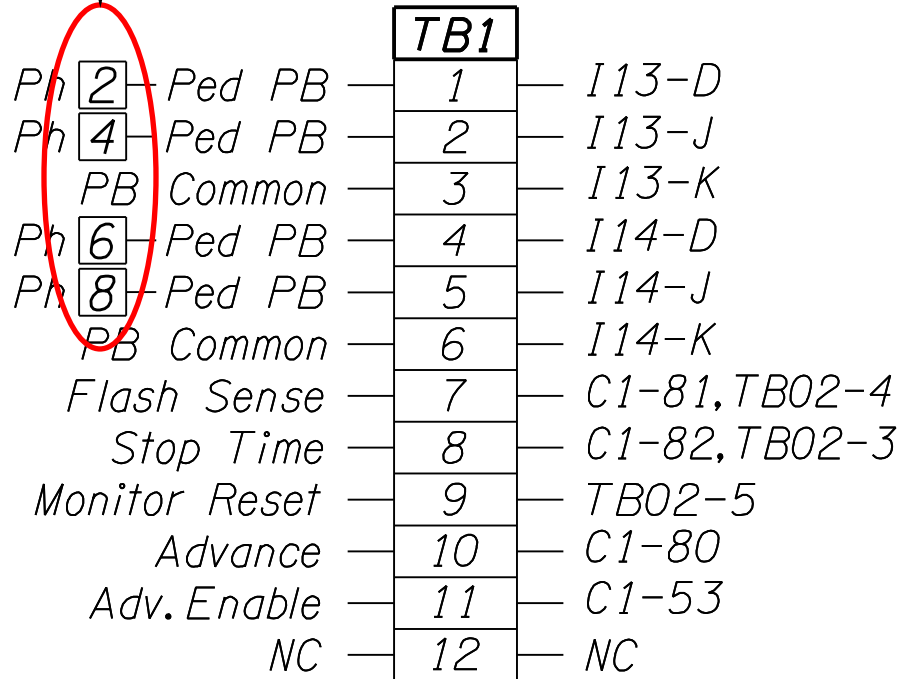 TB1
Ph 2 Ped PB 1 I13-D
Ph 4 Ped PB 2 I13-J
PB Common 3 I13-K
Ph 6 Ped PB 4 I14-D
Ph 8 Ped PB 5 I14-J
PB Common 6 I14-K
Flash Sense 7 C1-81,TB02-4
Stop Time 8 C1-82,TB02-3
Monitor Reset 9 TB02-5
Advance 10 C1-80
Adv. Enable 11 C1-53
NC 12 NC